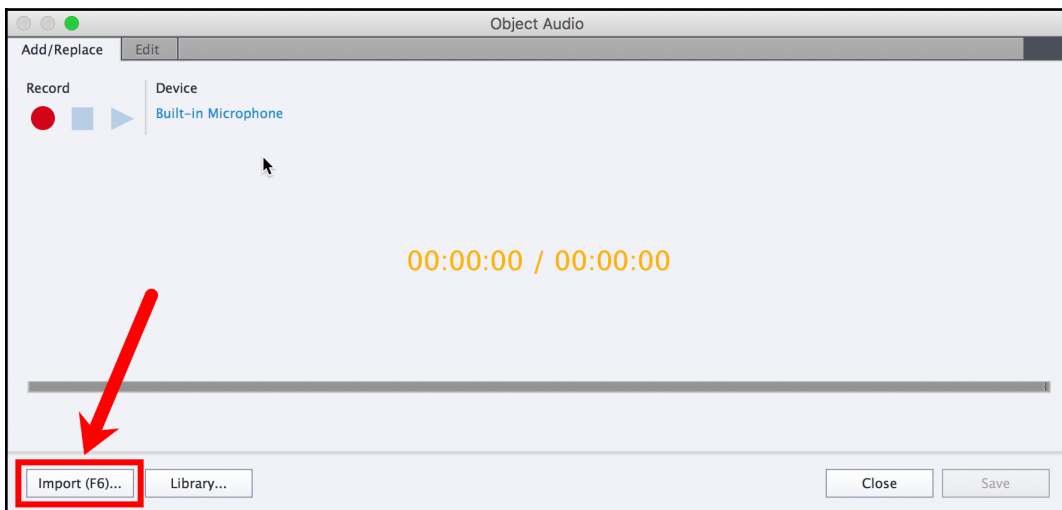 Object Audio
Add/Replace Edit
Record Device
Built-in Microphone
00:00:00 / 00:00:00
Import (F6)... Library... Close Save